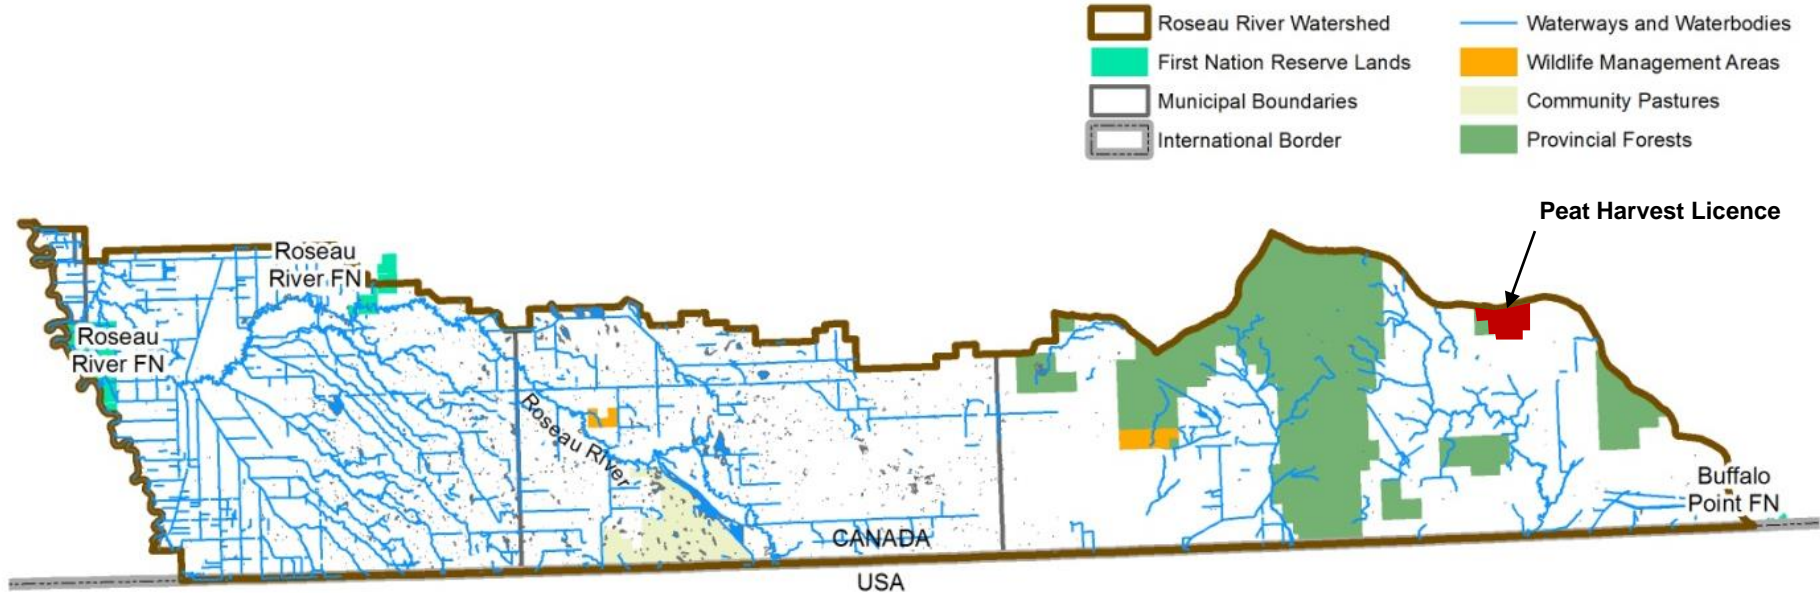 Roseau River Watershed
First Nation Reserve Lands
Municipal Boundaries
International Border
Waterways and Waterbodies
Wildlife Management Areas
Community Pastures
Provincial Forests
Peat Harvest Licence
Roseau
River FN
Roseau
River FN
Roseau River
Buffalo
Point FN
CANADA
USA